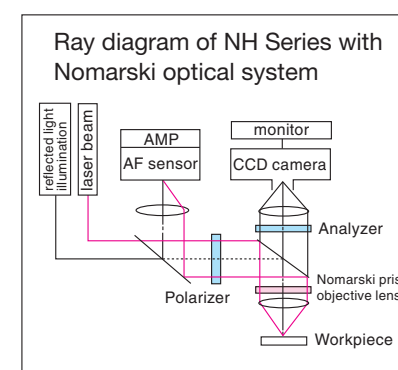 Ray diagram of NH Series with
Nomarski optical system
reflected light
illumination
laser beam
AMP
AF sensor
monitor
CCD camera
Analyzer
Polarizer
Nomarski
objective
Workpiece